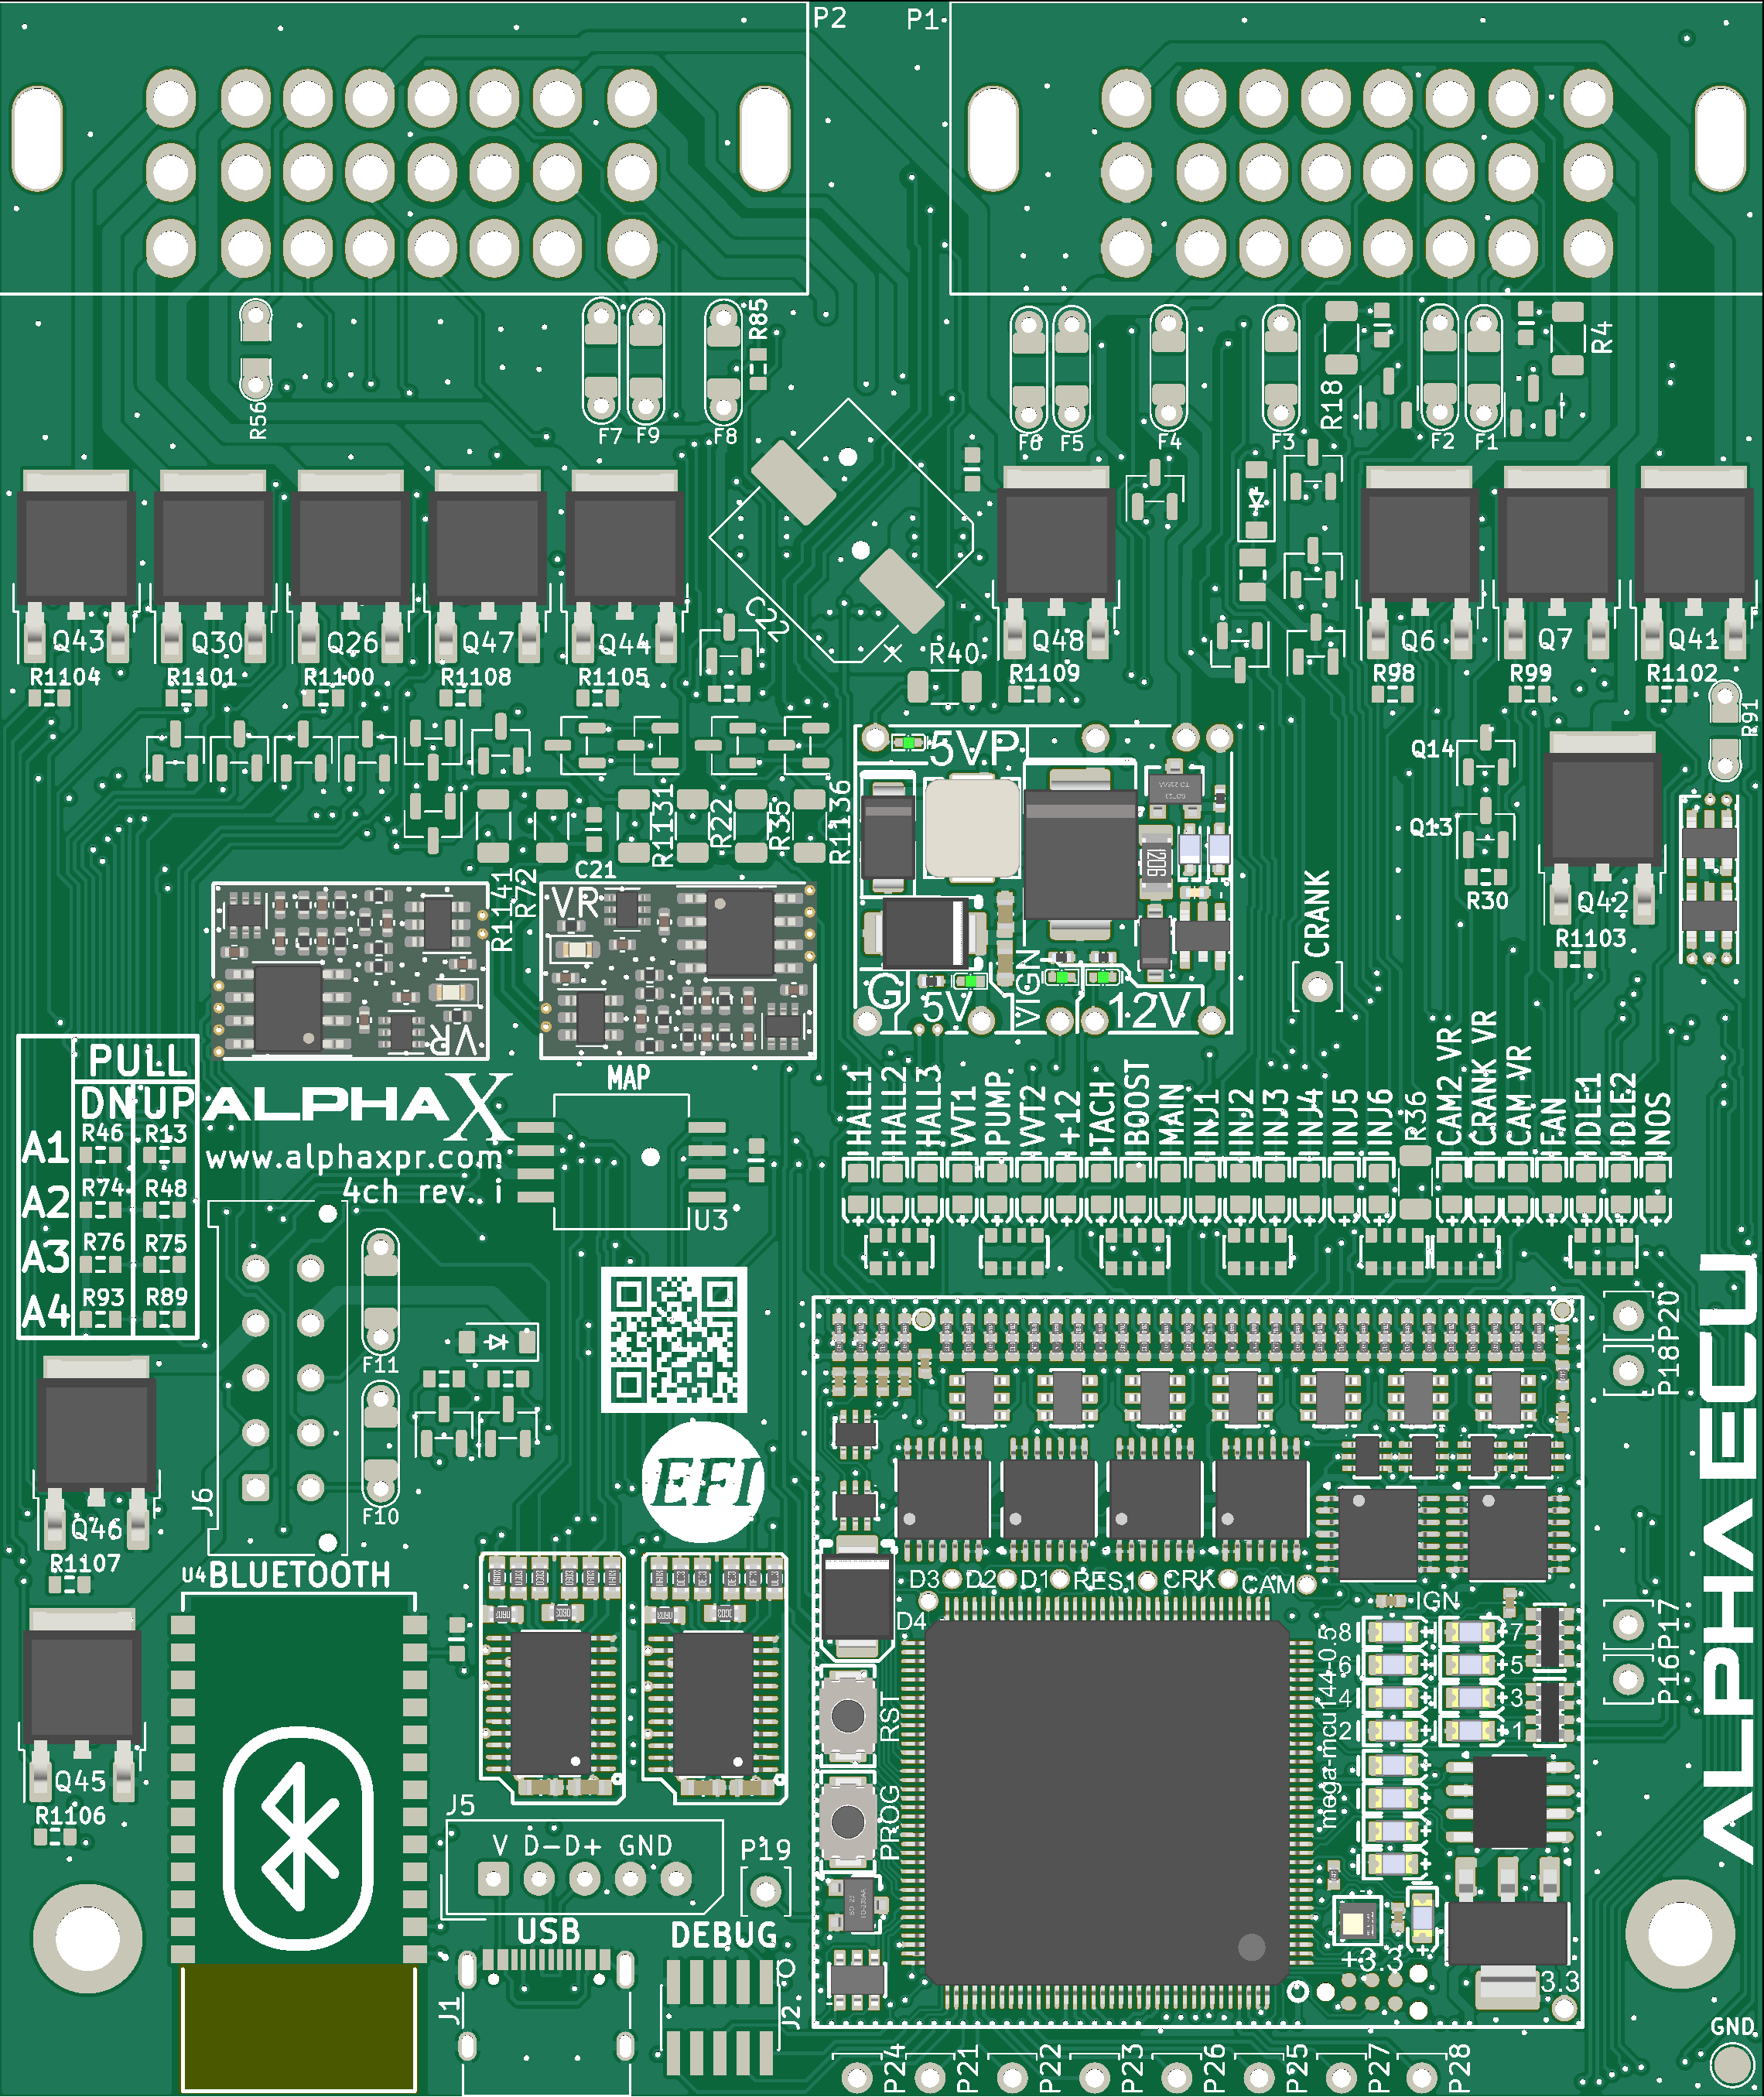 P2
P1
R56
F7
F9
F8
R85
F6
F5
F4
F3
R18
F2
F1
R4
C22
Q43
Q30
Q26
Q47
Q44
Q48
Q6
Q7
Q41
R1104
R1101
R1100
R1108
R1105
R40
R1109
R98
R99
R1102
R91
Q14
Q13
R30
Q42
R1103
5VP
1206
G
5V
VIGN
12V
CRANK
R1131
R22
R35
R1136
C21
R1141
R72
VR
VR
MAP
U3
PULL
DN UP
A1 R46 R13
A2 R74 R48
A3 R76 R75
A4 R93 R89
ALPHAX
www.alphaxpr.com
4ch rev. i
HALL1
HALL2
HALL3
VVT1
PUMP
VVT2
+12
TACH
BOOST
MAIN
INJ1
INJ2
INJ3
INJ4
INJ5
INJ6
R36
CAM2 VR
CRANK VR
CAM VR
FAN
IDLE1
IDLE2
NOS
F11
F10
J6
EFI
Q46
R1107
Q45
R1106
U4
BLUETOOTH
D3
D2
D1
RES1
CRK
CAM
D4
IGN
8
7
6
5
4
3
2
1
mega-mcu144-0.5
RST
PROG
+3.3
3.3
P20
P18
P17
P16
ALPHA ECU
J5
V D- D+ GND
P19
USB
DEBUG
J1
J2
P24
P21
P22
P23
P26
P25
P27
P28
GND